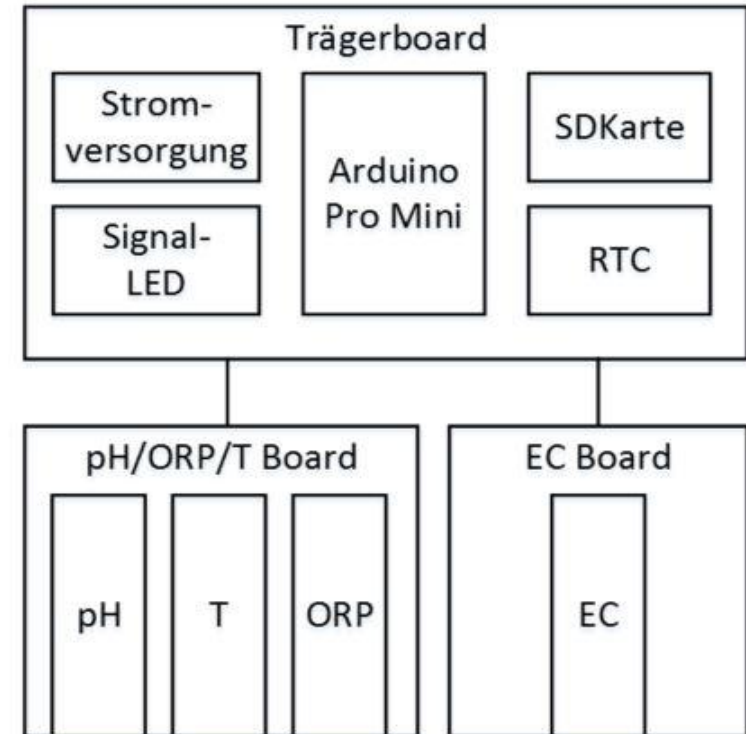 Trägerboard
Strom-
versorgung
Signal-
LED
Arduino
Pro Mini
SDKarte
RTC
pH/ORP/T Board
pH
T
ORP
EC Board
EC